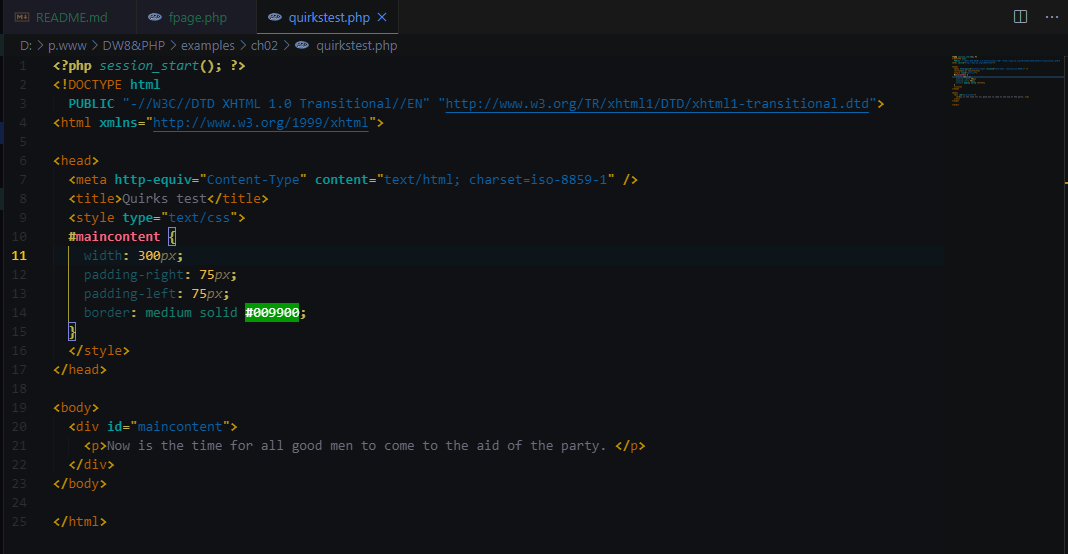 README.md fpage.php quirkstest.php
D: > p.www > DW8&PHP > examples > ch02 > quirkstest.php
1 <?php session_start(); ?>
2 <!DOCTYPE html
3 PUBLIC "-//W3C//DTD XHTML 1.0 Transitional//EN" "http://www.w3.org/TR/xhtml1/DTD/xhtml1-transitional.dtd">
4 <html xmlns="http://www.w3.org/1999/xhtml">
5
6 <head>
7 <meta http-equiv="Content-Type" content="text/html; charset=iso-8859-1" />
8 <title>Quirks test</title>
9 <style type="text/css">
10 #maincontent {
11 width: 300px;
12 padding-right: 75px;
13 padding-left: 75px;
14 border: medium solid #009900;
15 }
16 </style>
17 </head>
18
19 <body>
20 <div id="maincontent">
21 <p>Now is the time for all good men to come to the aid of the party. </p>
22 </div>
23 </body>
24
25 </html>